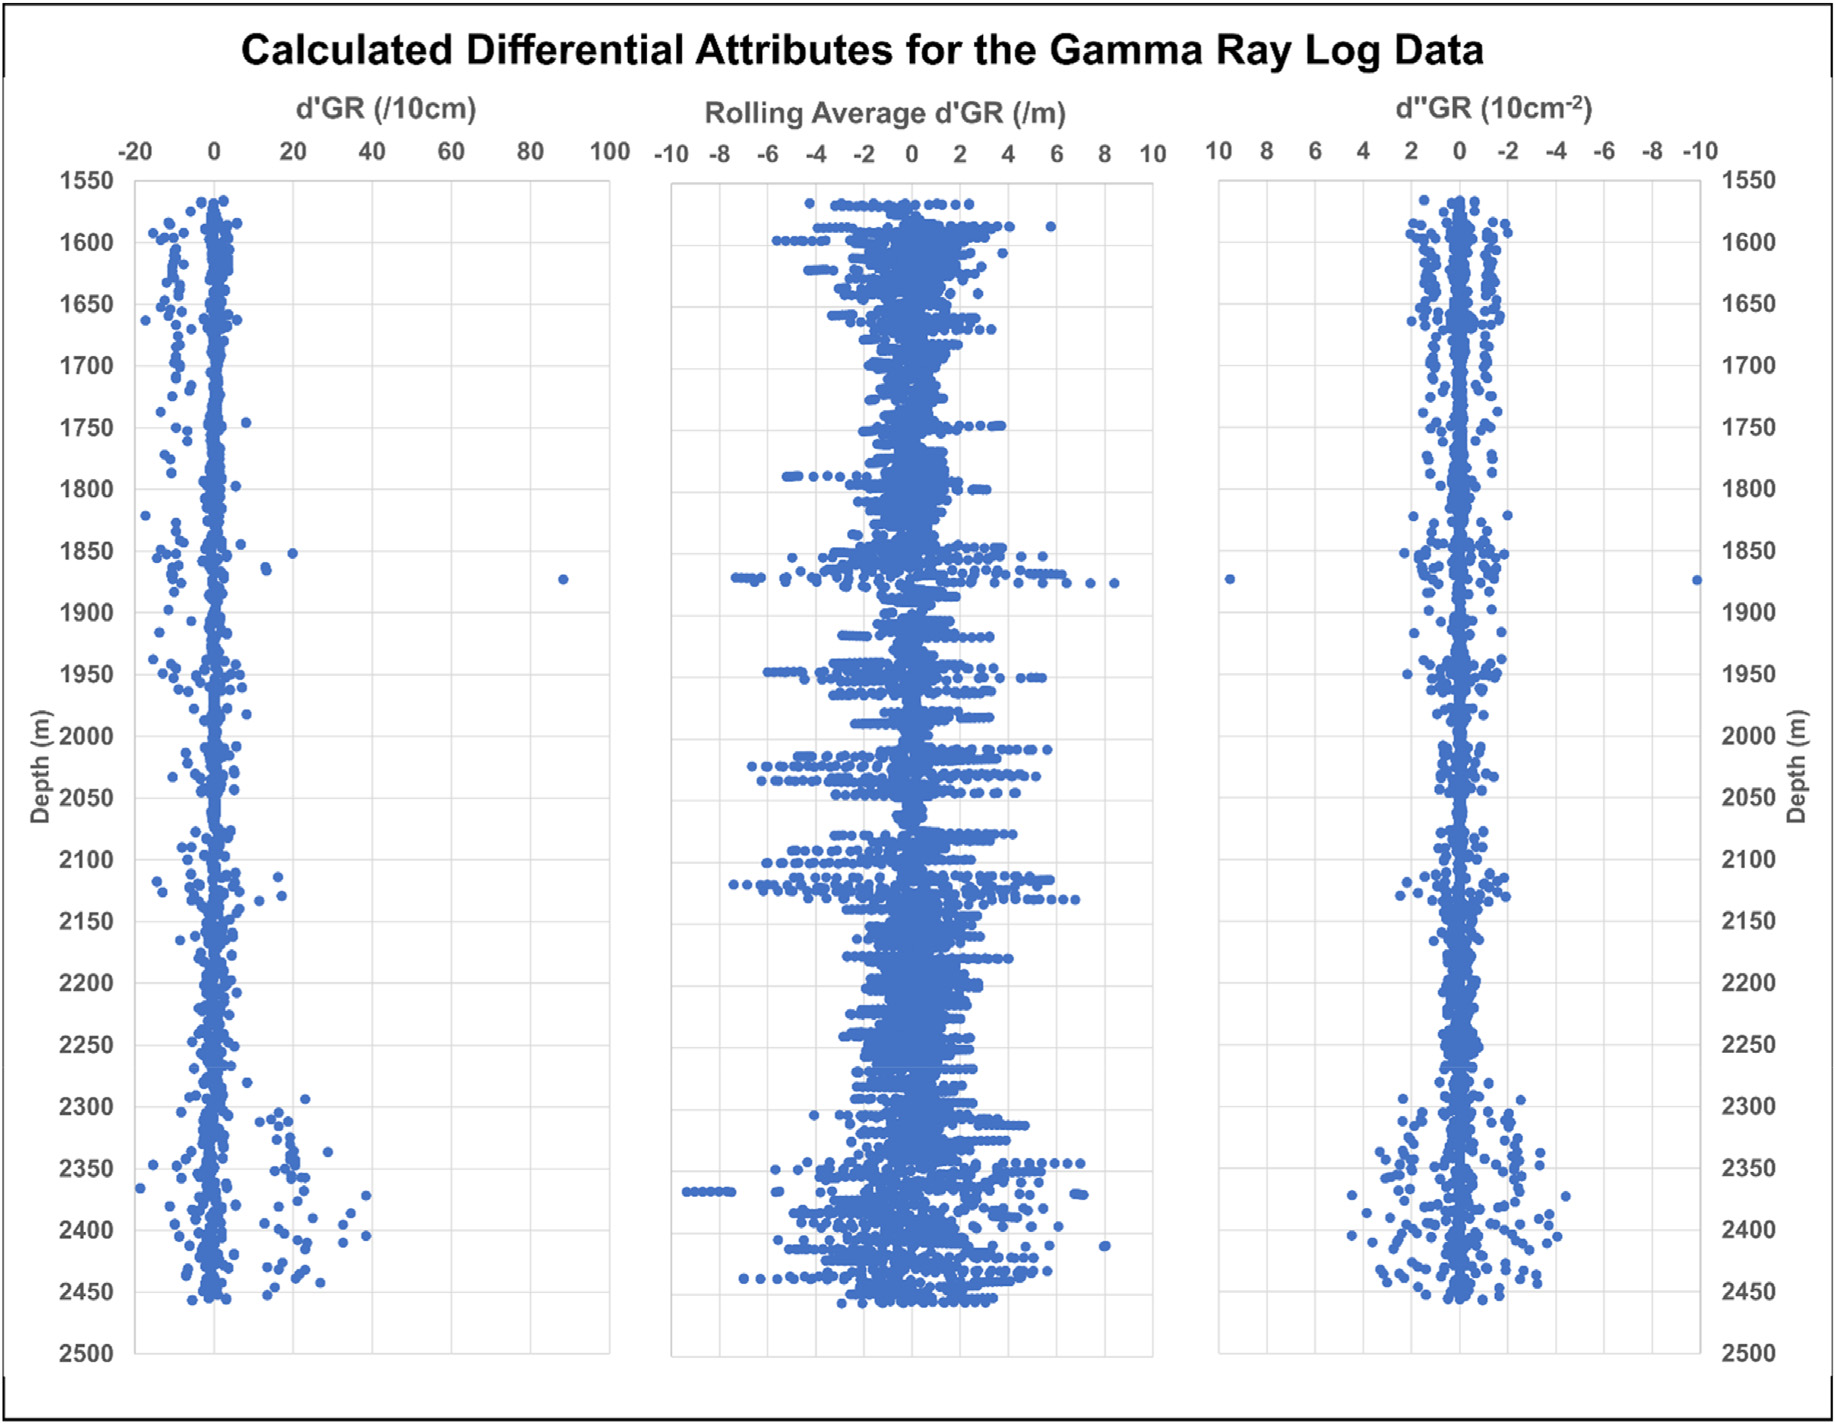 Calculated Differential Attributes for the Gamma Ray Log Data
d'GR (/10cm)
Rolling Average d'GR (/m)
d"GR (10cm-2)
-20 0 20 40 60 80 100
-10 -8 -6 -4 -2 0 2 4 6 8 10
10 8 6 4 2 0 -2 -4 -6 -8 -10
1550 1550
1600 1600
1650 1650
1700 1700
1750 1750
1800 1800
1850 1850
1900 1900
1950 1950
2000 2000
Depth (m) Depth (m)
2050 2050
2100 2100
2150 2150
2200 2200
2250 2250
2300 2300
2350 2350
2400 2400
2450 2450
2500 2500